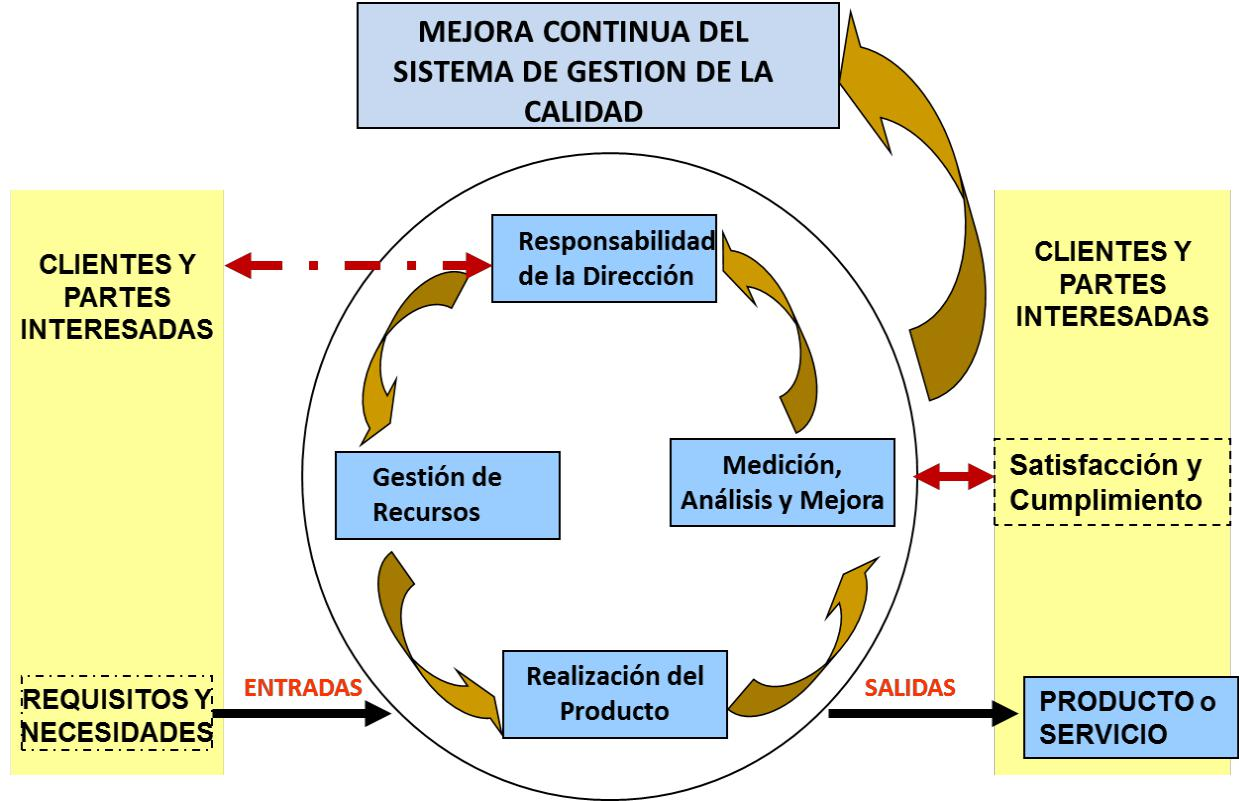 MEJORA CONTINUA DEL
SISTEMA DE GESTION DE LA
CALIDAD
CLIENTES Y
PARTES
INTERESADAS
Responsabilidad
de la Dirección
CLIENTES Y
PARTES
INTERESADAS
Gestión de
Recursos
Medición,
Análisis y Mejora
Satisfacción y
Cumplimiento
REQUISITOS Y
NECESIDADES
ENTRADAS
Realización del
Producto
SALIDAS
PRODUCTO o
SERVICIO